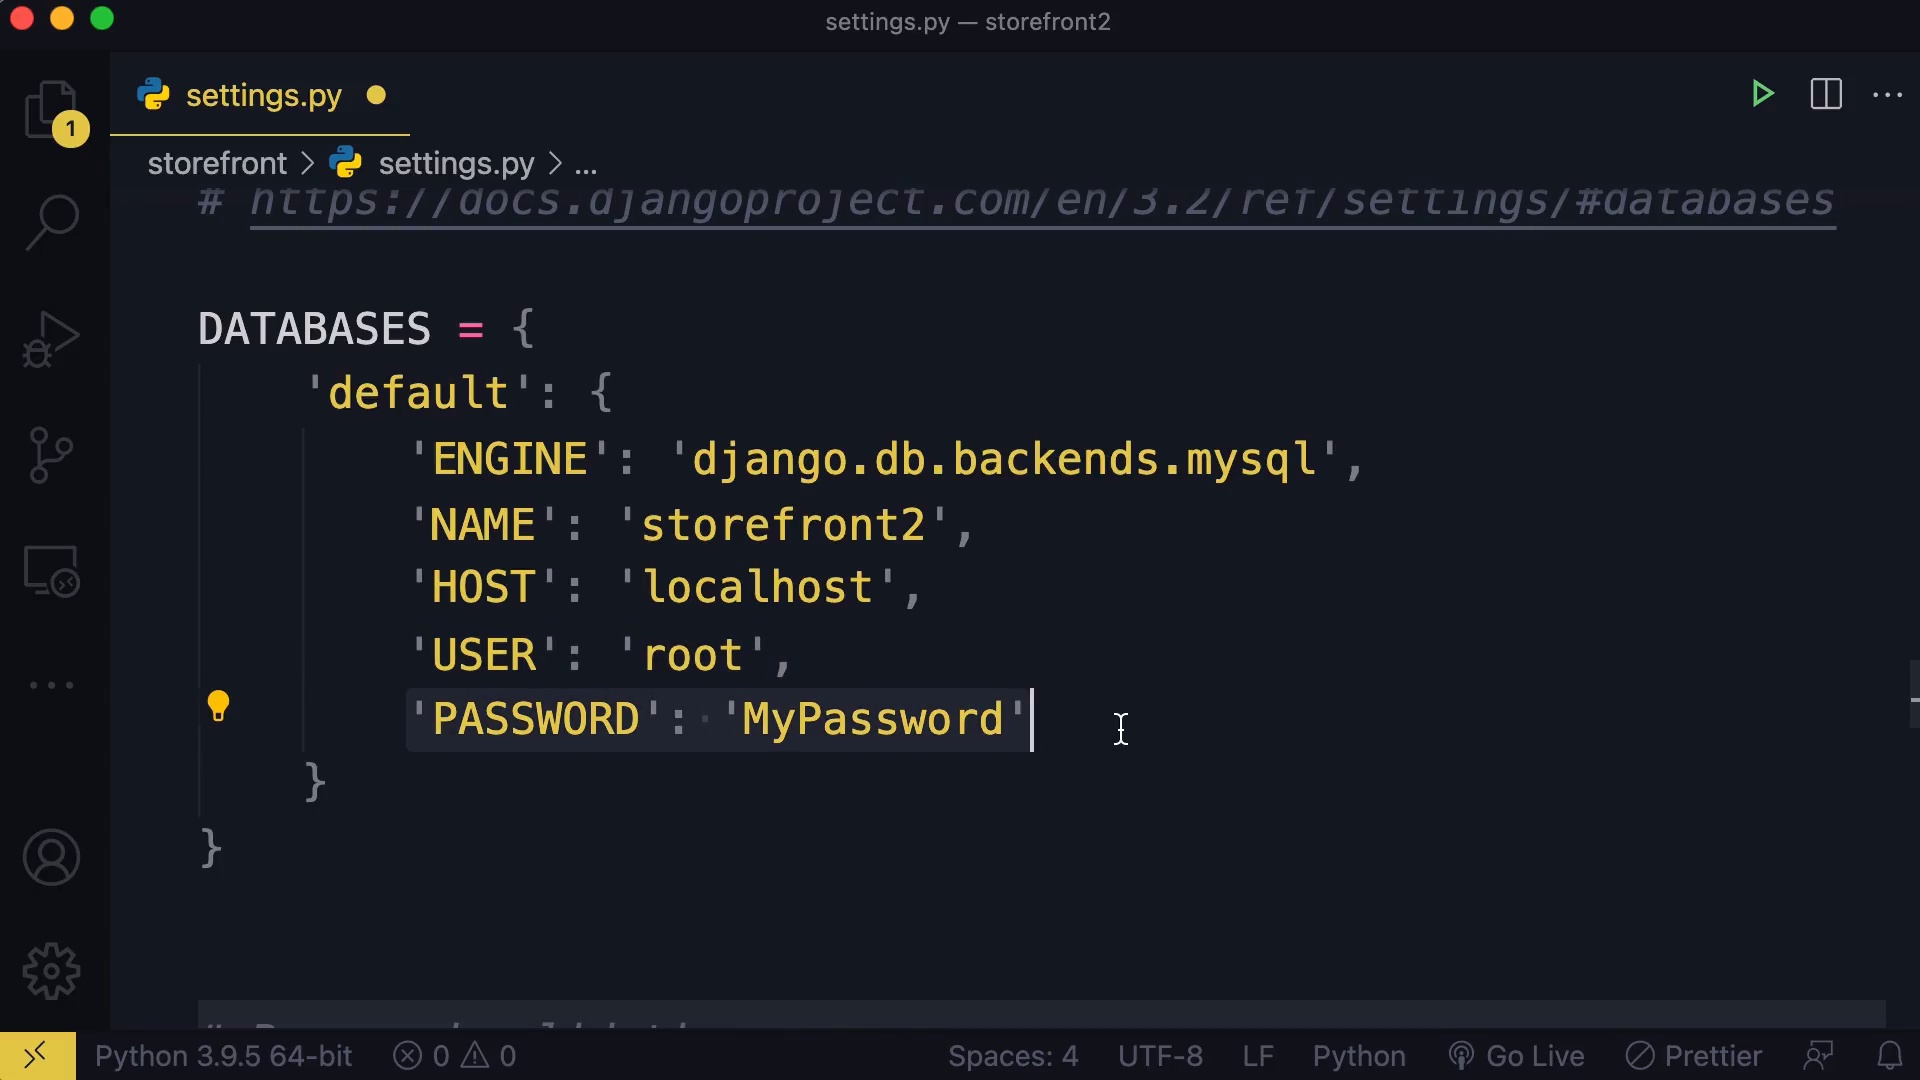 settings.py — storefront2
settings.py
1
storefront > settings.py > ...
# https://docs.djangoproject.com/en/3.2/ref/settings/#databases
DATABASES = {
'default': {
'ENGINE': 'django.db.backends.mysql',
'NAME': 'storefront2',
'HOST': 'localhost',
'USER': 'root',
'PASSWORD': 'MyPassword'
}
}
Python 3.9.5 64-bit 0 0 Spaces: 4 UTF-8 LF Python Go Live Prettier